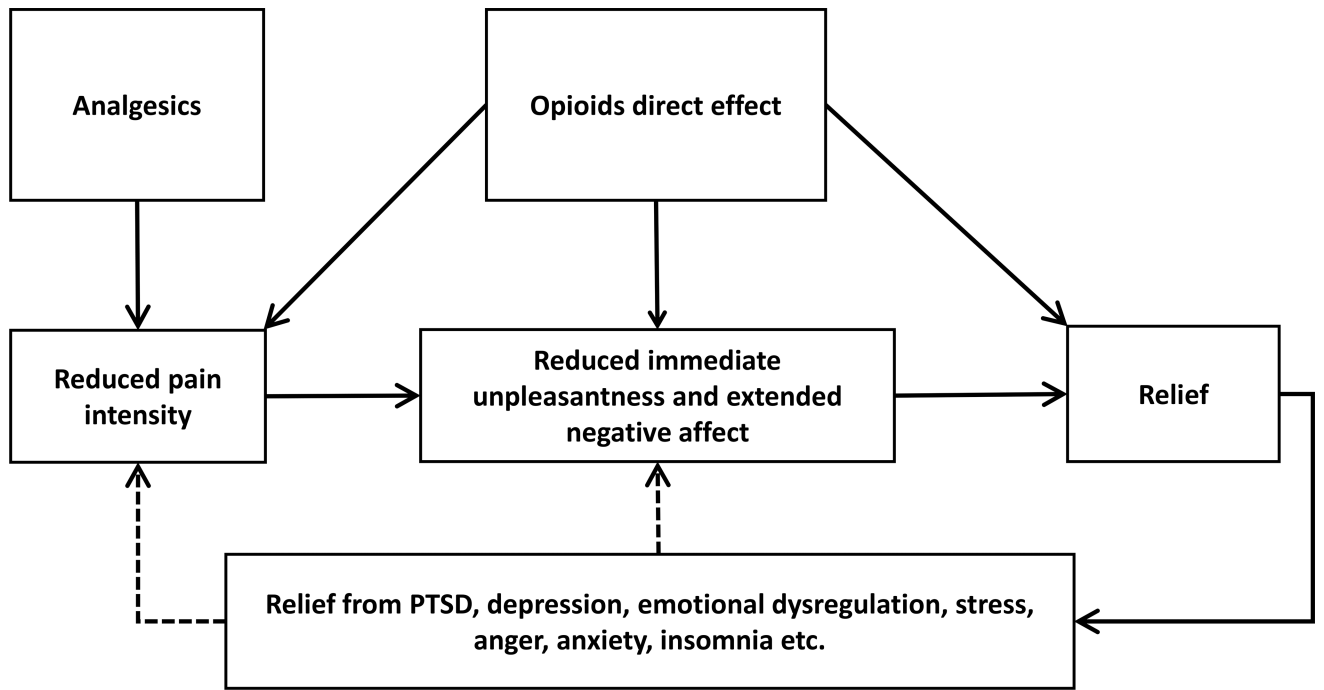 Analgesics
Opioids direct effect
Reduced pain
intensity
Reduced immediate
unpleasantness and extended
negative affect
Relief
Relief from PTSD, depression, emotional dysregulation, stress,
anger, anxiety, insomnia etc.